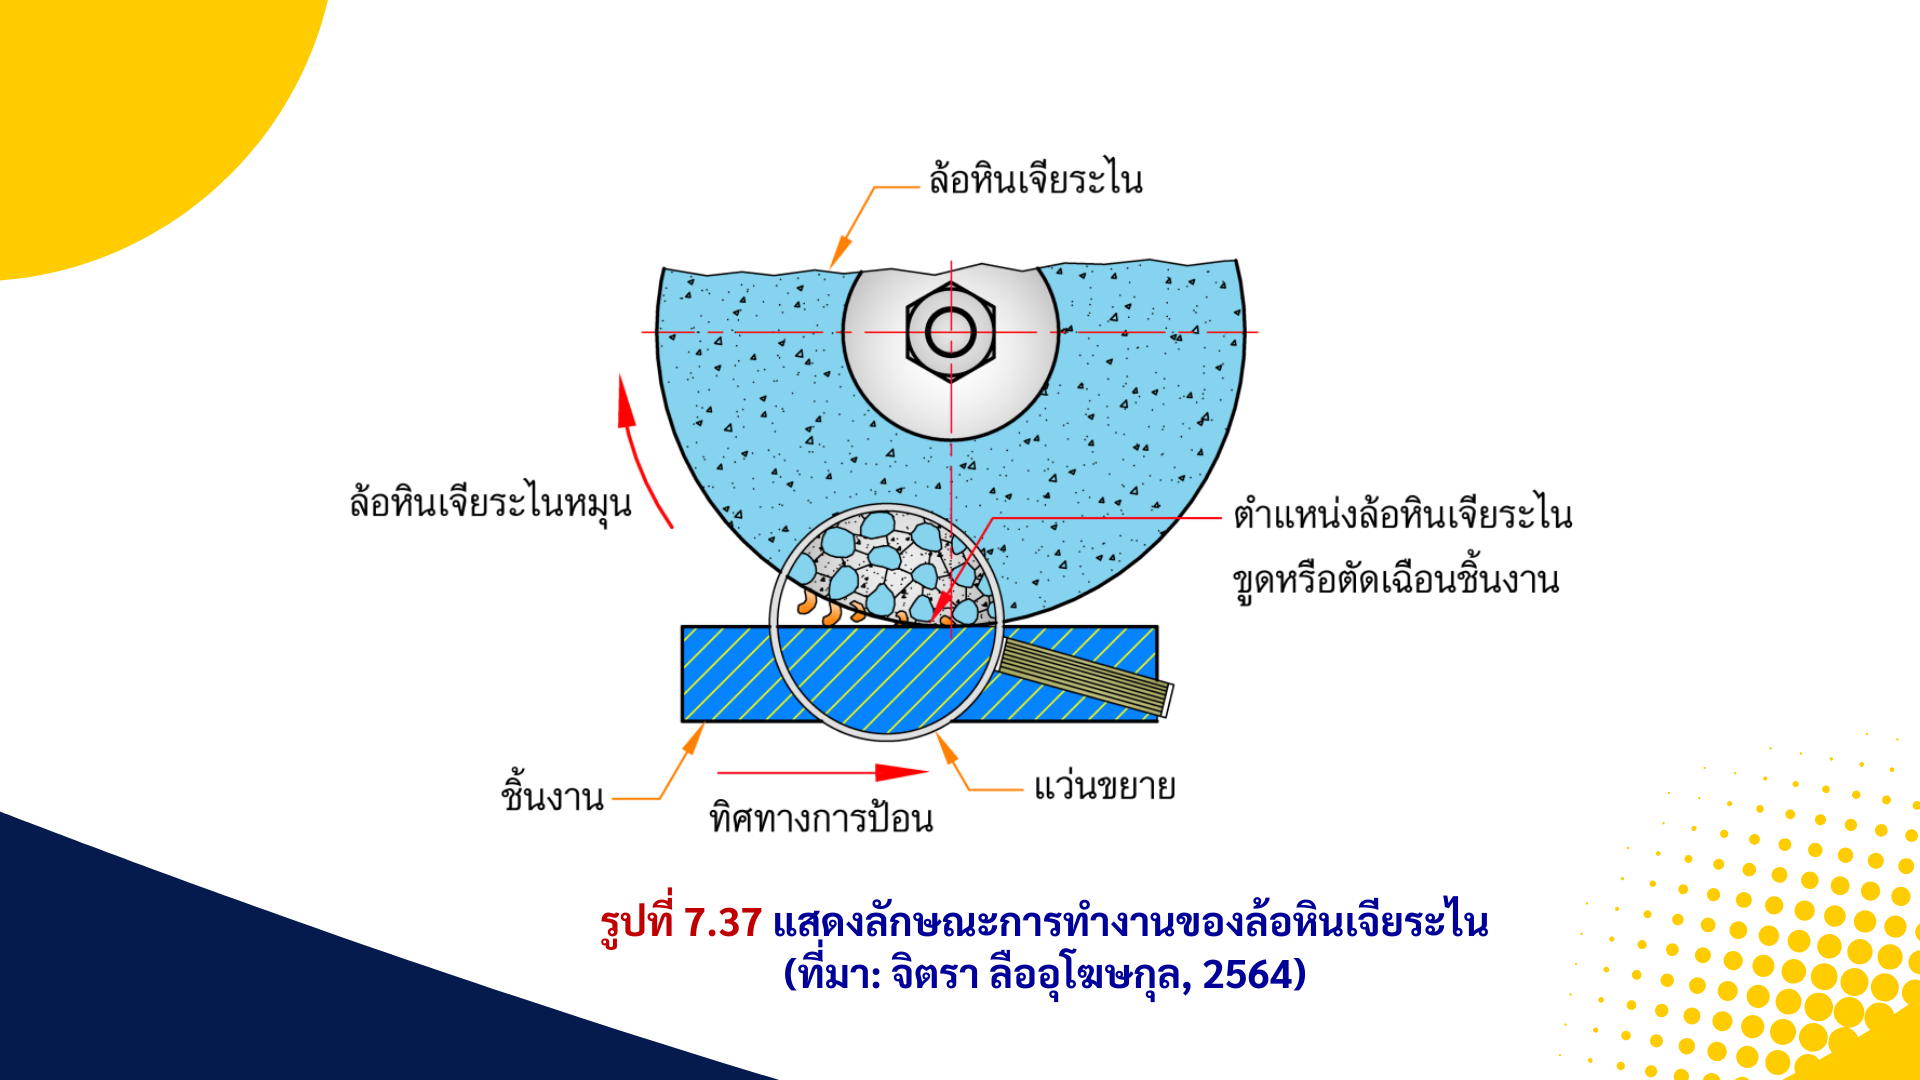 ล้อหินเจียระไน
ล้อหินเจียระไนหมุน
ตำแหน่งล้อหินเจียระไน
ขูดหรือตัดเฉือนชิ้นงาน
ชิ้นงาน
ทิศทางการป้อน
แว่นขยาย
รูปที่ 7.37 แสดงลักษณะการทำงานของล้อหินเจียระไน
(ที่มา: จิตรา ลืออุโฆษกุล, 2564)